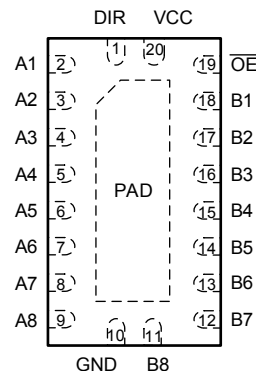 DIR VCC
1 20
A1 2 19 O̅E̅
A2 3 18 B1
A3 4 17 B2
A4 5 16 B3
A5 6 15 B4
A6 7 14 B5
A7 8 13 B6
A8 9 12 B7
PAD
10 11
GND B8